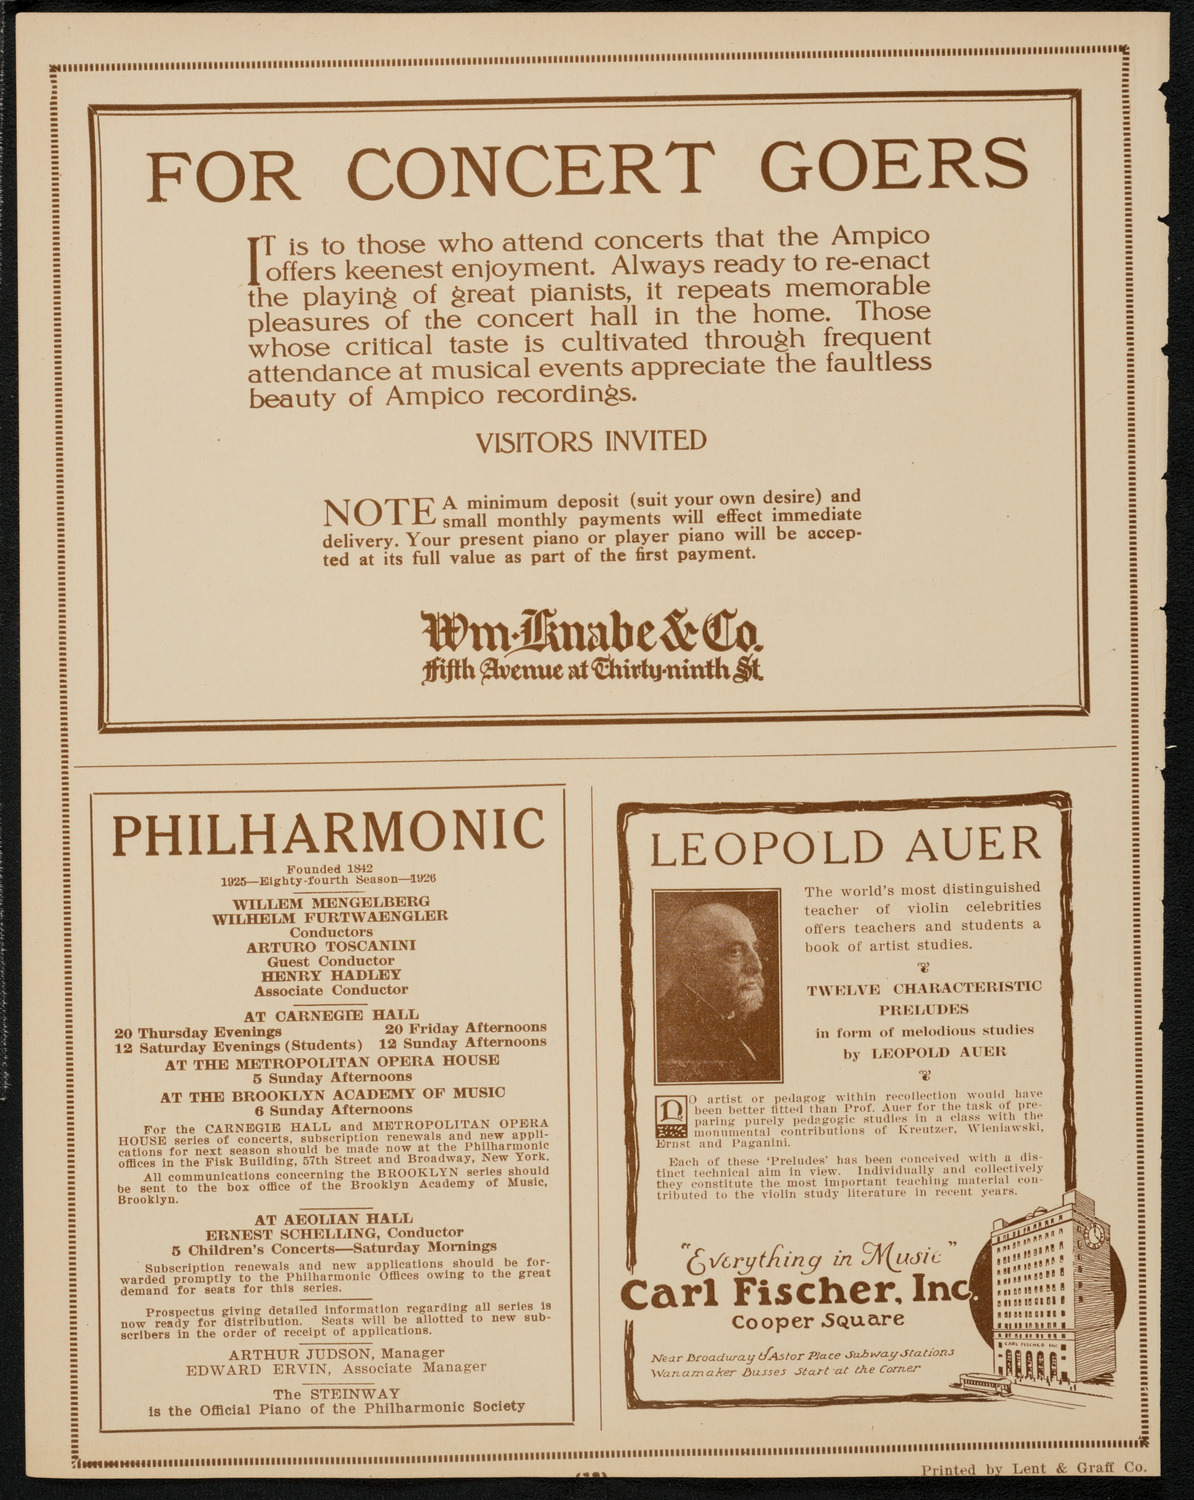 FOR CONCERT GOERS
IT is to those who attend concerts that the Ampico
offers keenest enjoyment. Always ready to re-enact
the playing of great pianists, it repeats memorable
pleasures of the concert hall in the home. Those
whose critical taste is cultivated through frequent
attendance at musical events appreciate the faultless
beauty of Ampico recordings.
VISITORS INVITED
NOTE A minimum deposit (suit your own desire) and
small monthly payments will effect immediate
delivery. Your present piano or player piano will be accep-
ted at its full value as part of the first payment.
Wm. Knabe & Co.
Fifth Avenue at Thirty-ninth St.
PHILHARMONIC
Founded 1842
1925—Eighty-fourth Season—1926
WILLEM MENGELBERG
WILHELM FURTWAENGLER
Conductors
ARTURO TOSCANINI
Guest Conductor
HENRY HADLEY
Associate Conductor
AT CARNEGIE HALL
20 Thursday Evenings 20 Friday Afternoons
12 Saturday Evenings (Students) 12 Sunday Afternoons
AT THE METROPOLITAN OPERA HOUSE
5 Sunday Afternoons
AT THE BROOKLYN ACADEMY OF MUSIC
6 Sunday Afternoons
For the CARNEGIE HALL and METROPOLITAN OPERA
HOUSE series of concerts, subscription renewals and new appli-
cations for next season should be made now at the Philharmonic
offices in the Fisk Building, 57th Street and Broadway, New York.
All communications concerning the BROOKLYN series should
be sent to the box office of the Brooklyn Academy of Music,
Brooklyn.
AT AEOLIAN HALL
ERNEST SCHELLING, Conductor
5 Children's Concerts—Saturday Mornings
Subscription renewals and new applications should be for-
warded promptly to the Philharmonic Offices owing to the great
demand for seats for this series.
Prospectus giving detailed information regarding all series is
now ready for distribution. Seats will be allotted to new sub-
scribers in the order of receipt of applications.
ARTHUR JUDSON, Manager
EDWARD ERVIN, Associate Manager
The STEINWAY
is the Official Piano of the Philharmonic Society
LEOPOLD AUER
The world's most distinguished
teacher of violin celebrities
offers teachers and students a
book of artist studies.
TWELVE CHARACTERISTIC
PRELUDES
in form of melodious studies
by LEOPOLD AUER
NO artist or pedagog within recollection would have
been better fitted than Prof. Auer for the task of pre-
paring purely pedagogic studies in a class with the
monumental contributions of Kreutzer, Wieniawski,
Ernst and Paganini.
Each of these 'Preludes' has been conceived with a dis-
tinct technical aim in view. Individually and collectively
they constitute the most important teaching material con-
tributed to the violin study literature in recent years.
"Everything in Music"
Carl Fischer, Inc.
Cooper Square
CARL FISCHER INC
Near Broadway & Astor Place Subway Stations
Wanamaker Busses Start at the Corner
Printed by Lent & Graff Co.